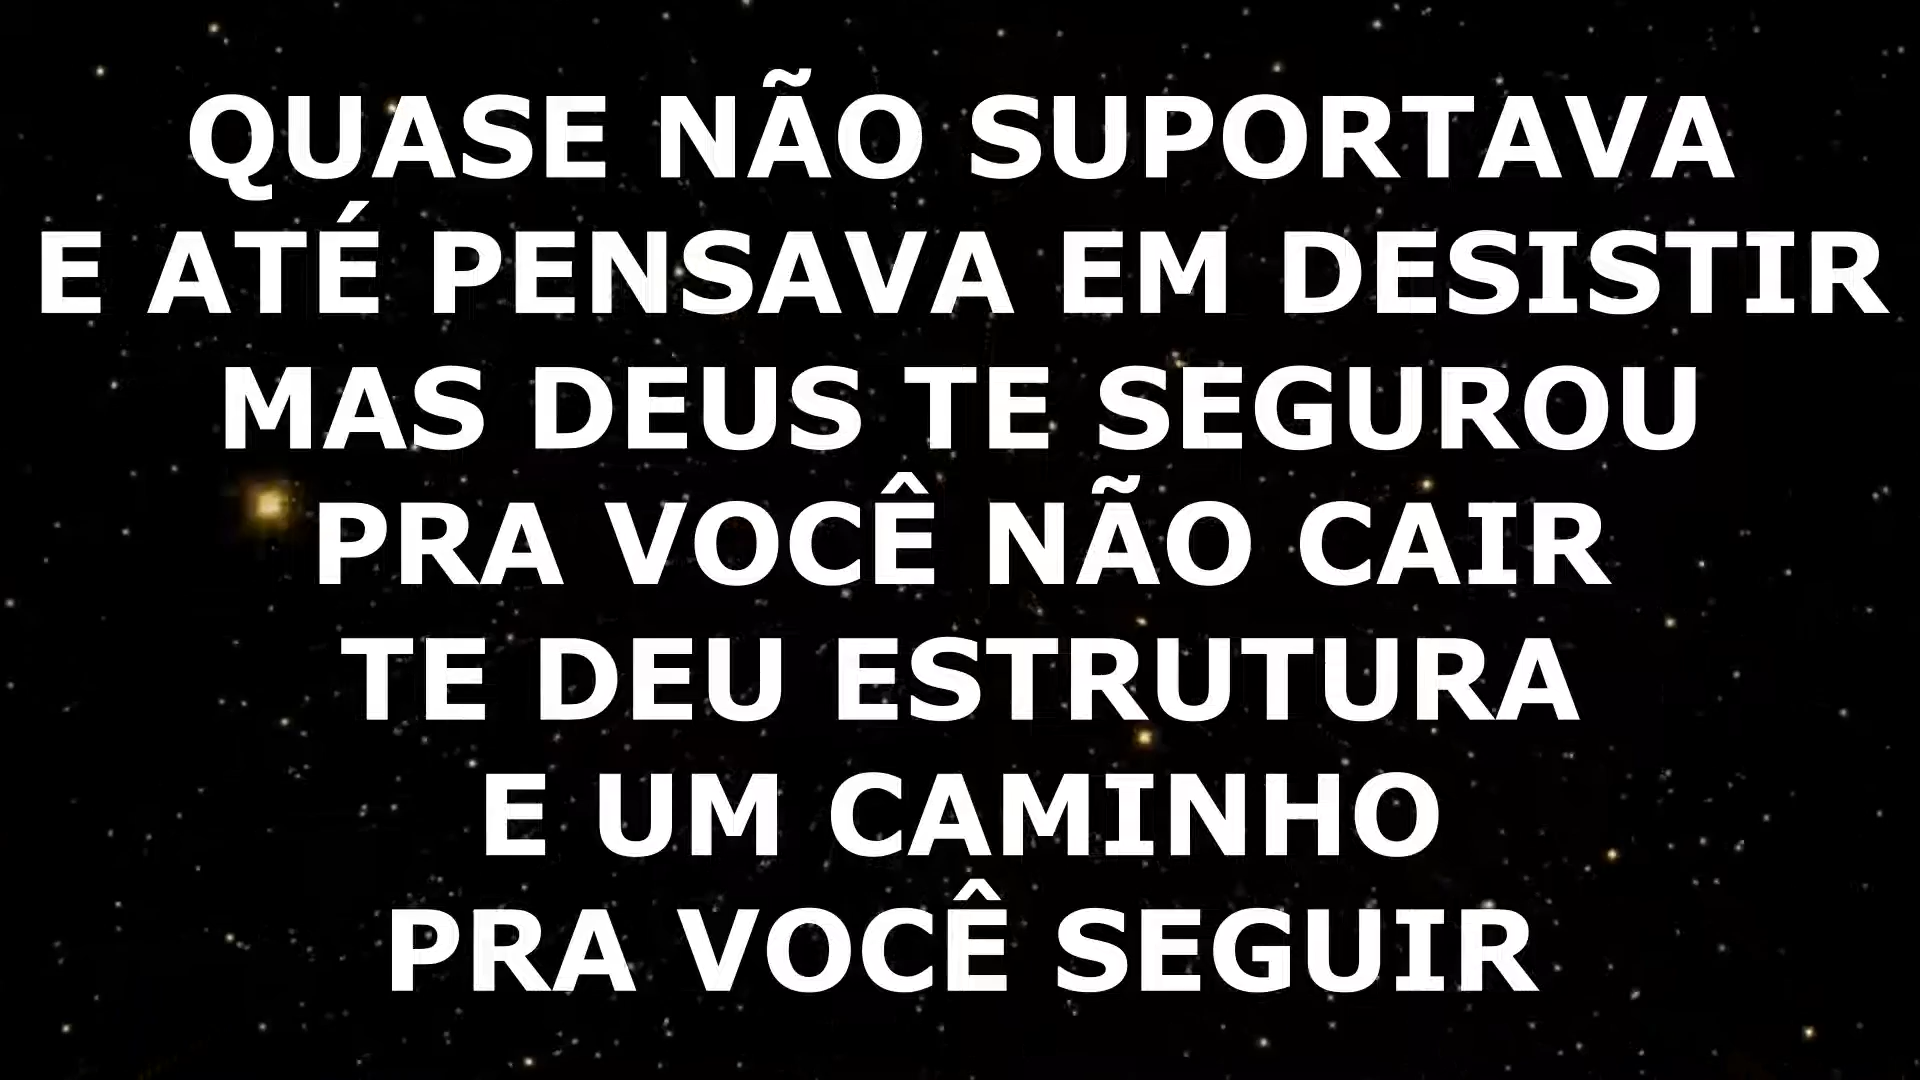 QUASE NÃO SUPORTAVA
E ATÉ PENSAVA EM DESISTIR
MAS DEUS TE SEGUROU
PRA VOCÊ NÃO CAIR
TE DEU ESTRUTURA
E UM CAMINHO
PRA VOCÊ SEGUIR